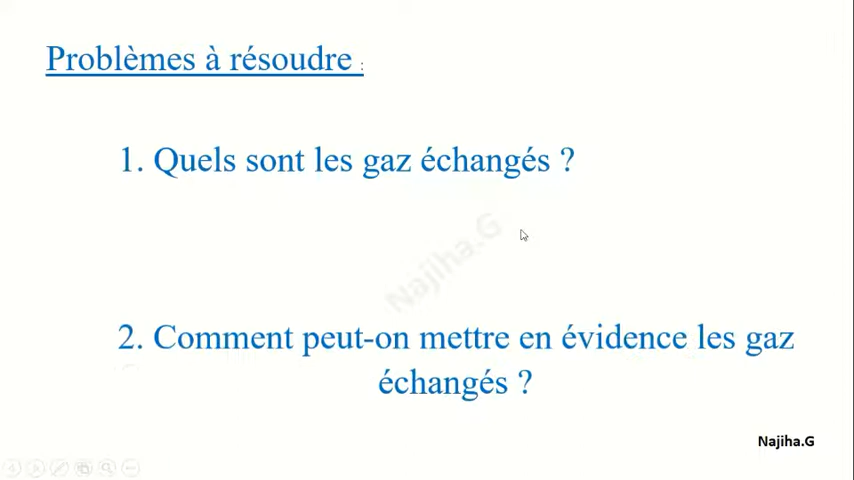 Problèmes à résoudre :
1. Quels sont les gaz échangés ?
Najiha.G
2. Comment peut-on mettre en évidence les gaz
échangés ?
Najiha.G